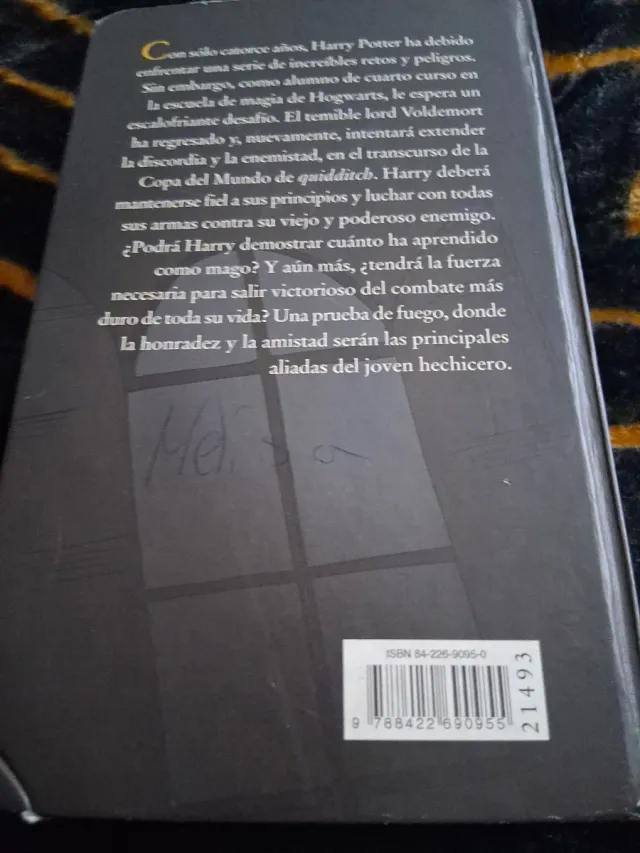 Con sólo catorce años, Harry Potter ha debido
enfrentar una serie de increíbles retos y peligros.
Sin embargo, como alumno de cuarto curso en
la escuela de magia de Hogwarts, le espera un
escalofriante desafío. El temible lord Voldemort
ha regresado y, nuevamente, intentará extender
la discordia y la enemistad, en el transcurso de la
Copa del Mundo de quidditch. Harry deberá
mantenerse fiel a sus principios y luchar con todas
sus armas contra su viejo y poderoso enemigo.
¿Podrá Harry demostrar cuánto ha aprendido
como mago? Y aún más, ¿tendrá la fuerza
necesaria para salir victorioso del combate más
duro de toda su vida? Una prueba de fuego, donde
la honradez y la amistad serán las principales
aliadas del joven hechicero.
Melisa
ISBN 84-226-9095-0
9 788422 690955
21493